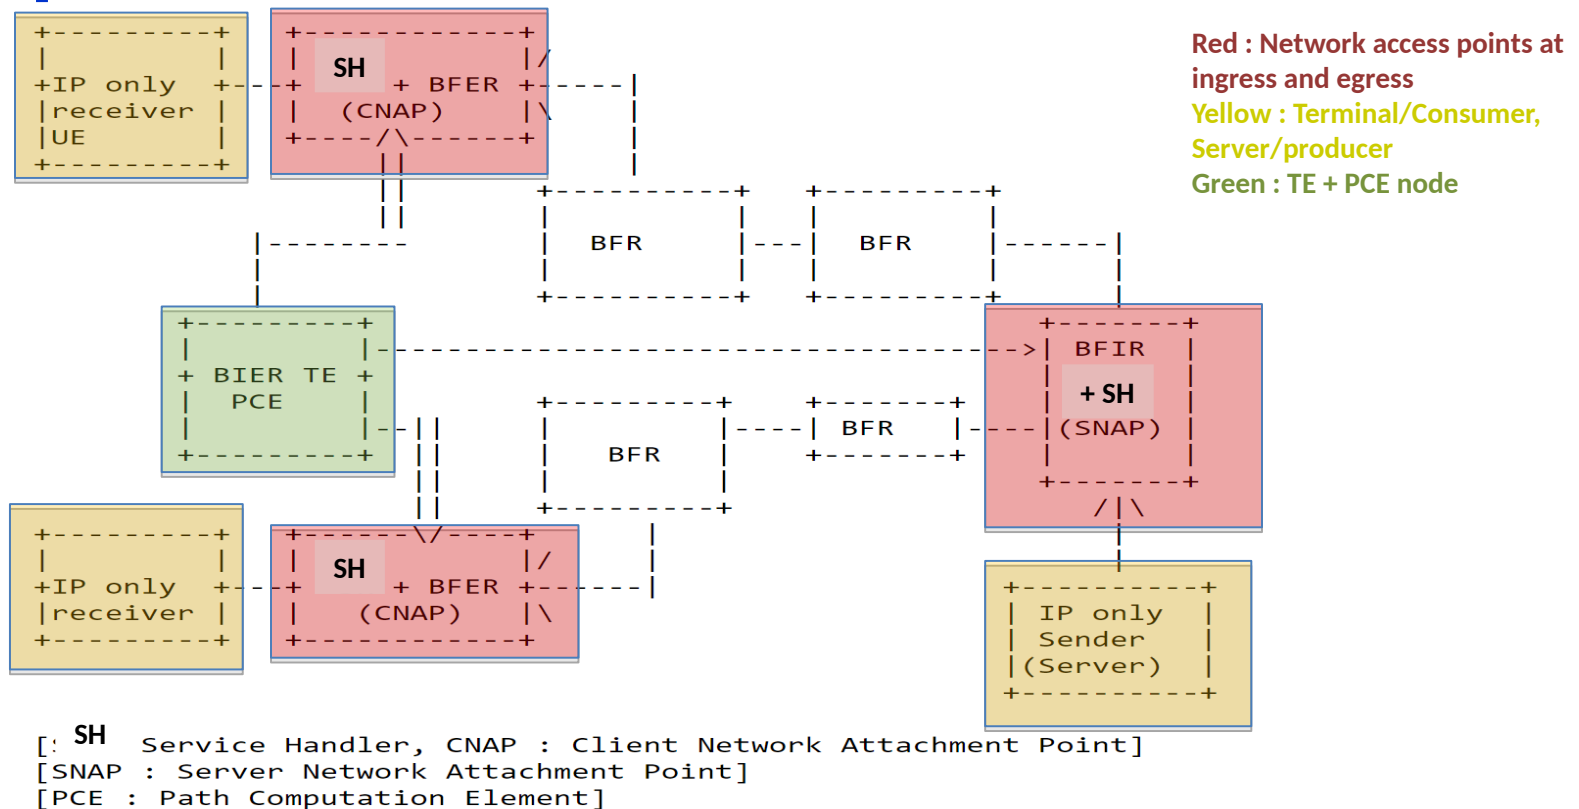 Red : Network access points at
ingress and egress
Yellow : Terminal/Consumer,
Server/producer
Green : TE + PCE node
IP only
receiver
UE
SH
+ BFER
(CNAP)
BFR
BFR
BIER TE
PCE
BFIR
+ SH
(SNAP)
BFR
BFR
IP only
receiver
SH
+ BFER
(CNAP)
IP only
Sender
(Server)
[SH Service Handler, CNAP : Client Network Attachment Point]
[SNAP : Server Network Attachment Point]
[PCE : Path Computation Element]